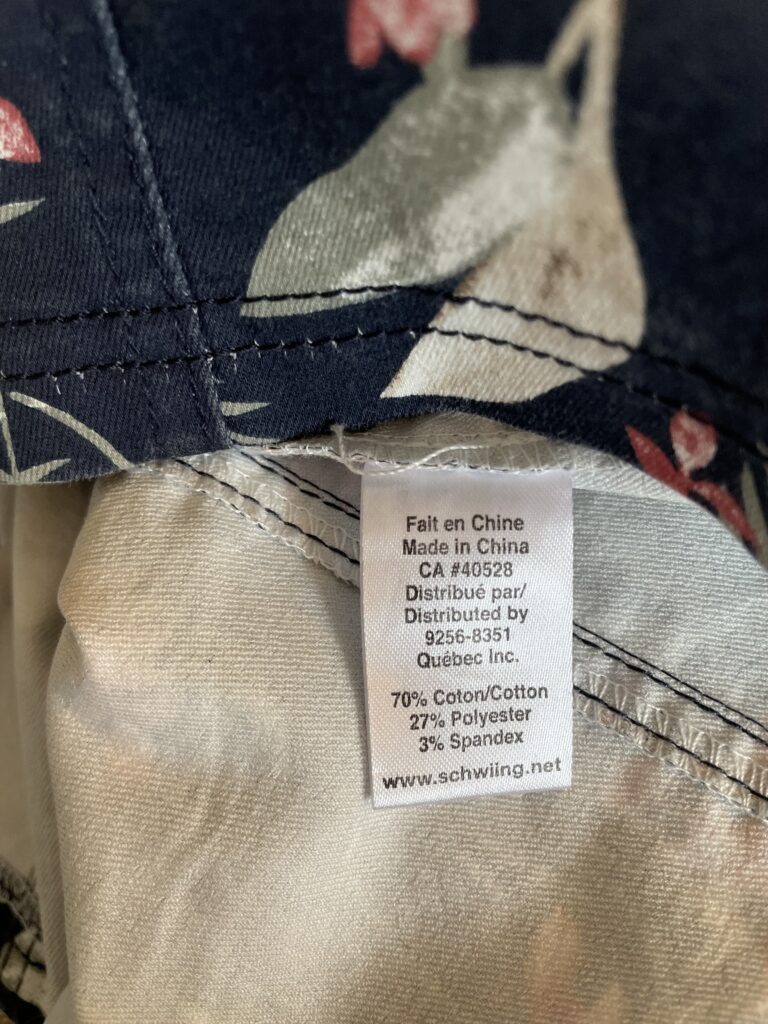 Fait en Chine
Made in China
CA #40528
Distribué par/
Distributed by
9256-8351
Québec Inc.
70% Coton/Cotton
27% Polyester
3% Spandex
www.schwiing.net